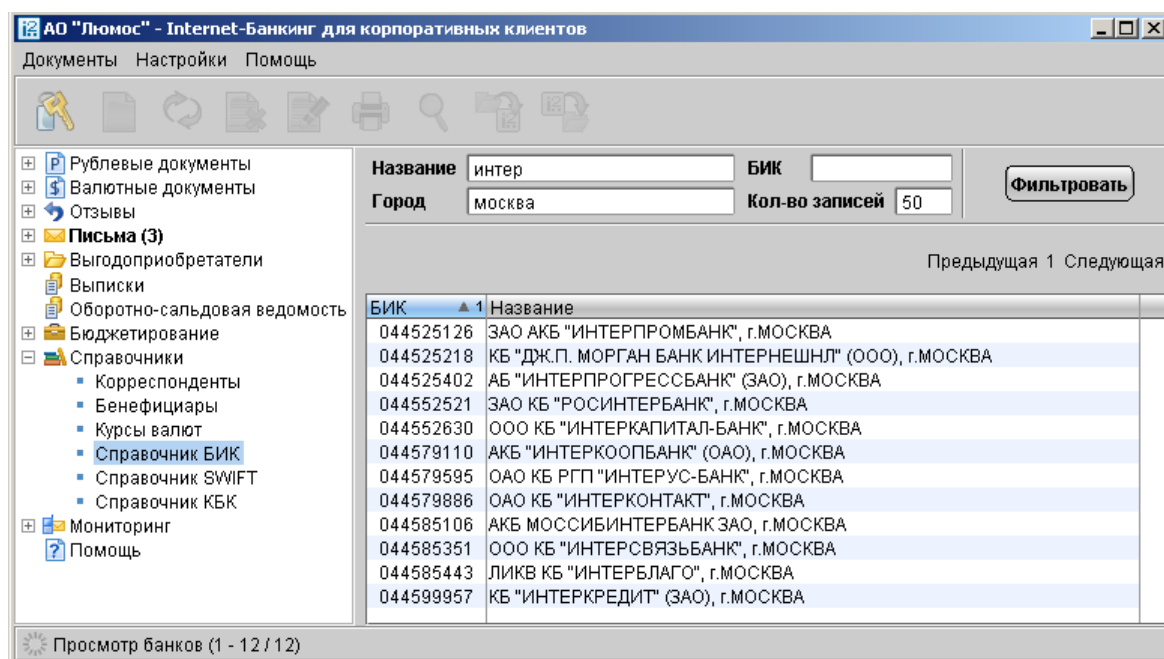 АО "Люмос" - Internet-Банкинг для корпоративных клиентов
Документы Настройки Помощь
Рублевые документы
Валютные документы
Отзывы
Письма (3)
Выгодоприобретатели
Выписки
Оборотно-сальдовая ведомость
Бюджетирование
Справочники
Корреспонденты
Бенефициары
Курсы валют
Справочник БИК
Справочник SWIFT
Справочник КБК
Мониторинг
Помощь
Название интер БИК
Город москва Кол-во записей 50
Фильтровать
Предыдущая 1 Следующая
БИК 1 Название
044525126 ЗАО АКБ "ИНТЕРПРОМБАНК", г.МОСКВА
044525218 КБ "ДЖ.П. МОРГАН БАНК ИНТЕРНЕШНЛ" (ООО), г.МОСКВА
044525402 АБ "ИНТЕРПРОГРЕССБАНК" (ЗАО), г.МОСКВА
044552521 ЗАО КБ "РОСИНТЕРБАНК", г.МОСКВА
044552630 ООО КБ "ИНТЕРКАПИТАЛ-БАНК", г.МОСКВА
044579110 АКБ "ИНТЕРКООПБАНК" (ОАО), г.МОСКВА
044579595 ОАО КБ РГП "ИНТЕРУС-БАНК", г.МОСКВА
044579886 ОАО КБ "ИНТЕРКОНТАКТ", г.МОСКВА
044585106 АКБ МОССИБИНТЕРБАНК ЗАО, г.МОСКВА
044585351 ООО КБ "ИНТЕРСВЯЗЬБАНК", г.МОСКВА
044585443 ЛИКВ КБ "ИНТЕРБЛАГО", г.МОСКВА
044599957 КБ "ИНТЕРКРЕДИТ" (ЗАО), г.МОСКВА
Просмотр банков (1 - 12 / 12)